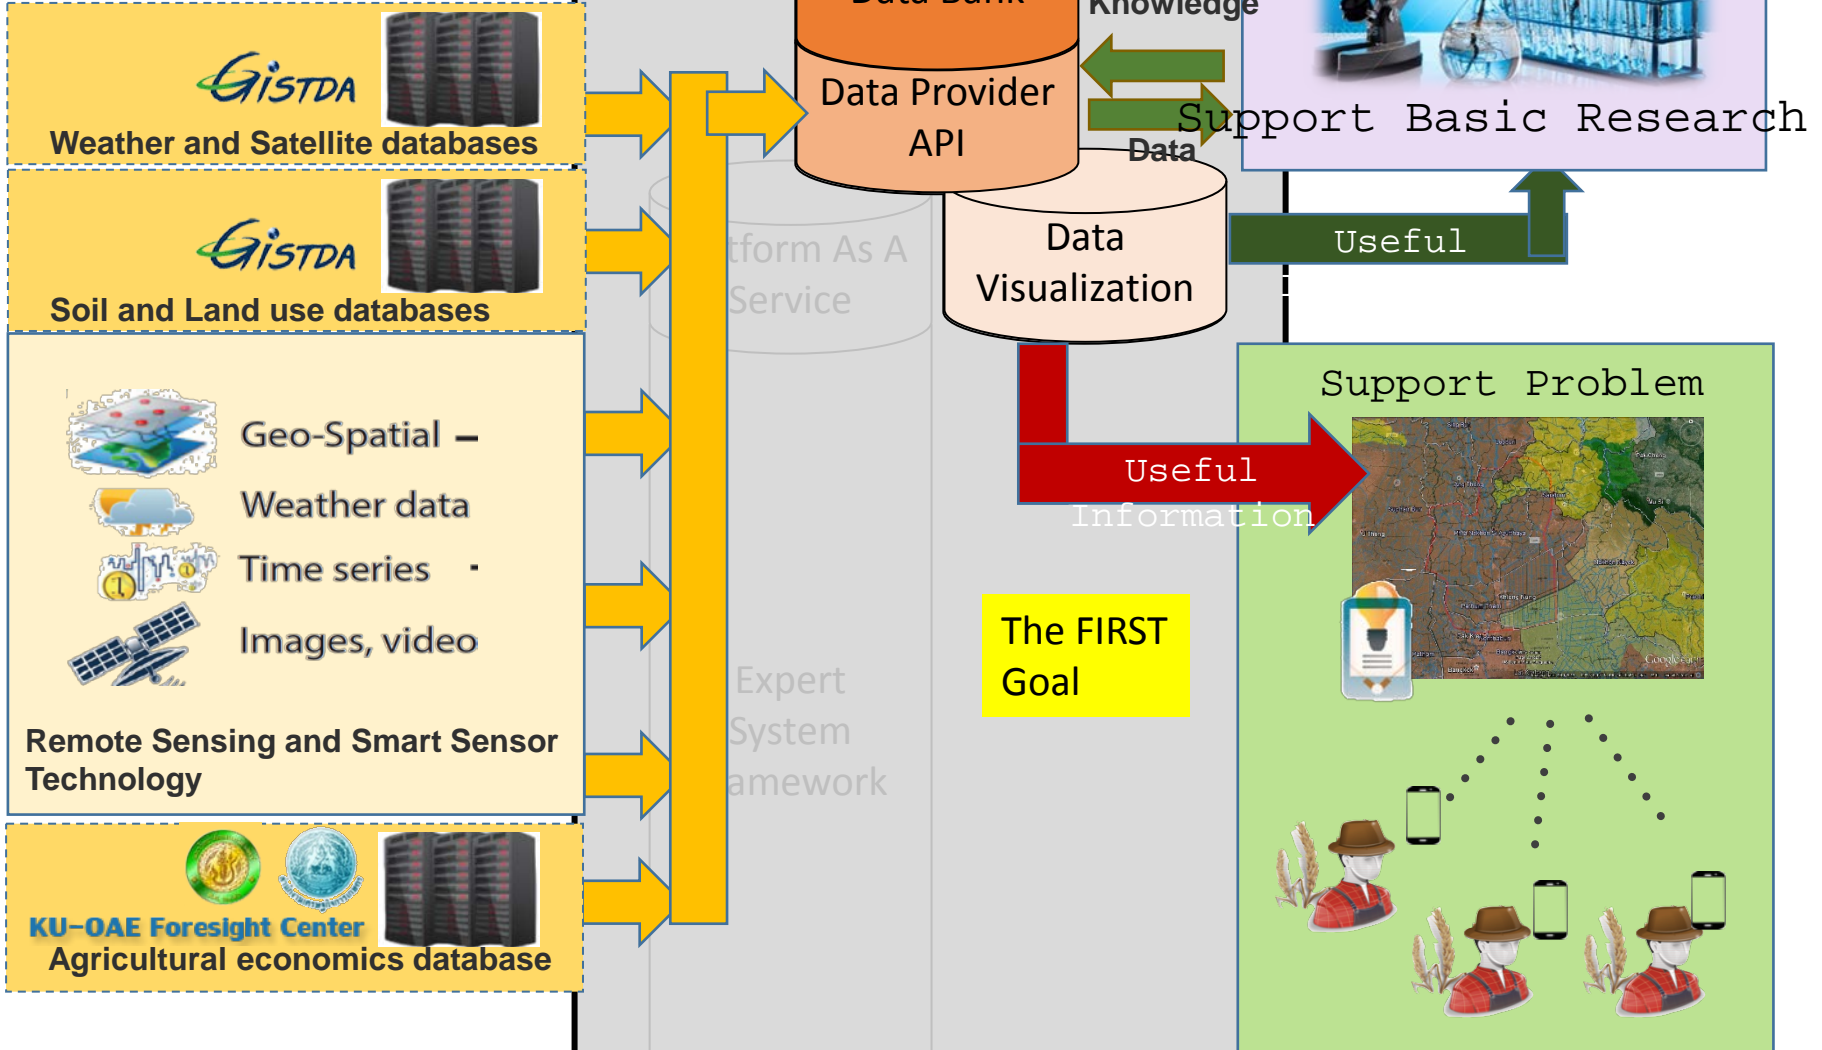 Data Bank
Knowledge
GISTDA
Weather and Satellite databases
Data Provider
API
Data
Support Basic Research
GISTDA
Soil and Land use databases
tform As A
Service
Data
Visualization
Useful
Geo-Spatial –
Weather data
Time series -
Images, video
Remote Sensing and Smart Sensor
Technology
Support Problem
Useful
Information
The FIRST
Goal
Expert
System
amework
KU-OAE Foresight Center
Agricultural economics database